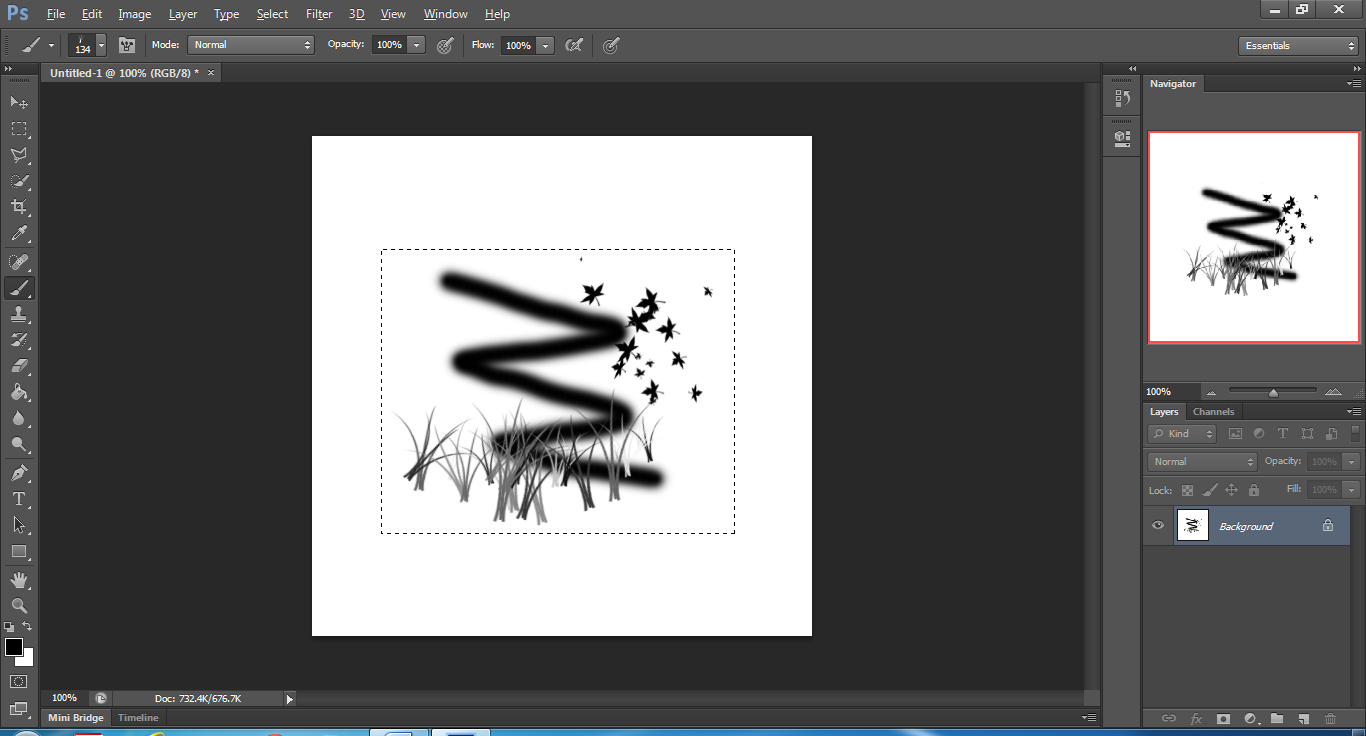 Ps File Edit Image Layer Type Select Filter 3D View Window Help
134 Mode: Normal Opacity: 100% Flow: 100% Essentials
Untitled-1 @ 100% (RGB/8) * ×
Navigator
100%
Layers Channels
Kind
Normal Opacity: 100%
Lock: Fill: 100%
Background
T
100% Doc: 732.4K/676.7K
fx
Mini Bridge Timeline